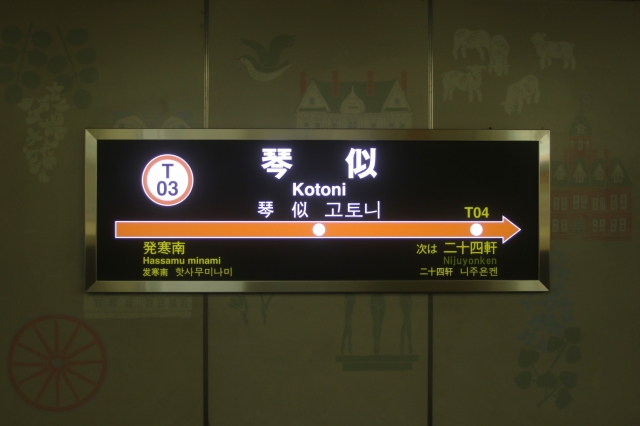 T
03
琴 似
Kotoni
琴 似 고토니
T04
発寒南
Hassamu minami
发寒南 핫사무미나미
次は 二十四軒
Nijuyonken
二十四轩 니주욘켄